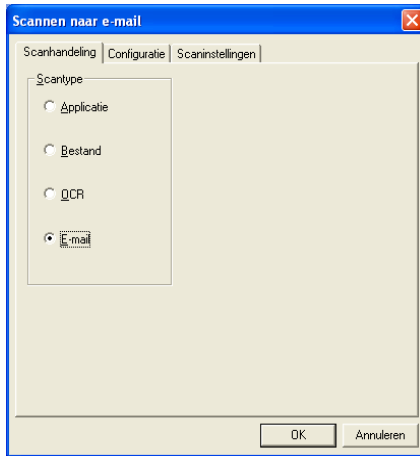 Scannen naar e-mail
Scanhandeling Configuratie Scaninstellingen
Scantype
Applicatie
Bestand
OCR
E-mail
OK Annuleren